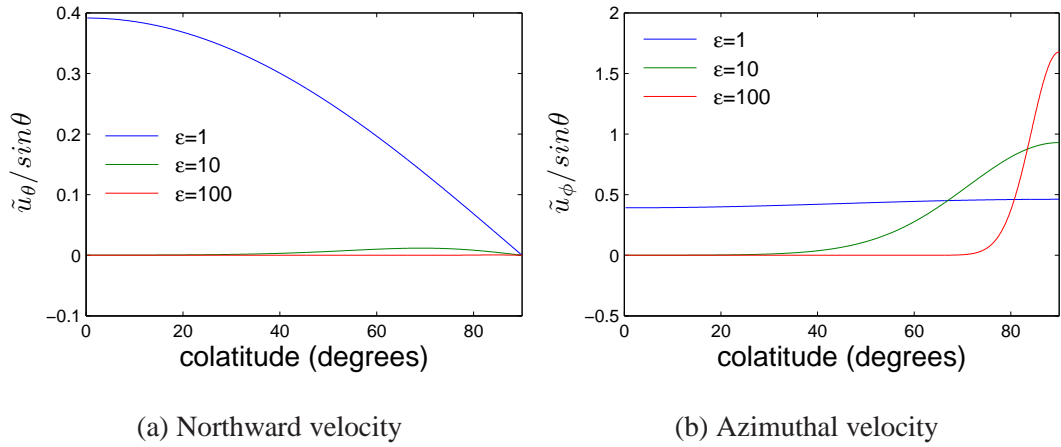 0.4
0.3
0.2
0.1
0
−0.1
ũ_θ/sinθ
ε=1
ε=10
ε=100
0 20 40 60 80
colatitude (degrees)
(a) Northward velocity
2
1.5
1
0.5
0
−0.5
ũ_ϕ/sinθ
ε=1
ε=10
ε=100
0 20 40 60 80
colatitude (degrees)
(b) Azimuthal velocity